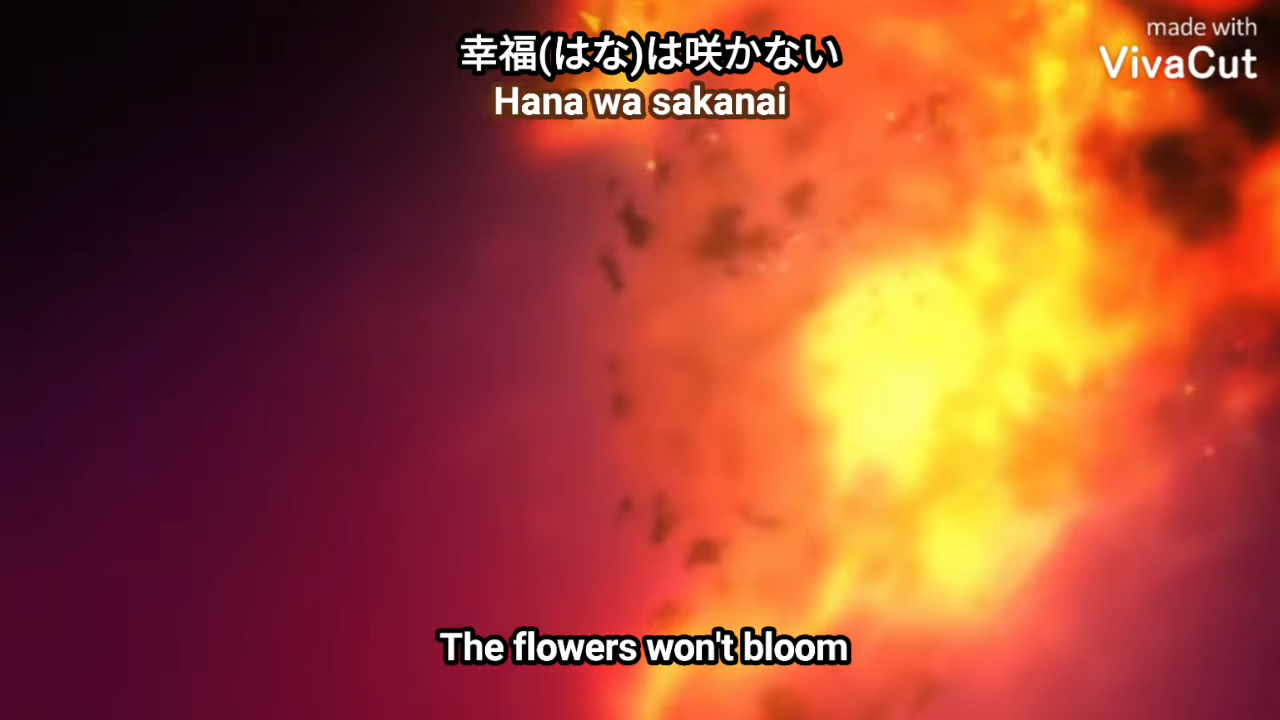 made with
VivaCut
幸福(はな)は咲かない
Hana wa sakanai
The flowers won't bloom